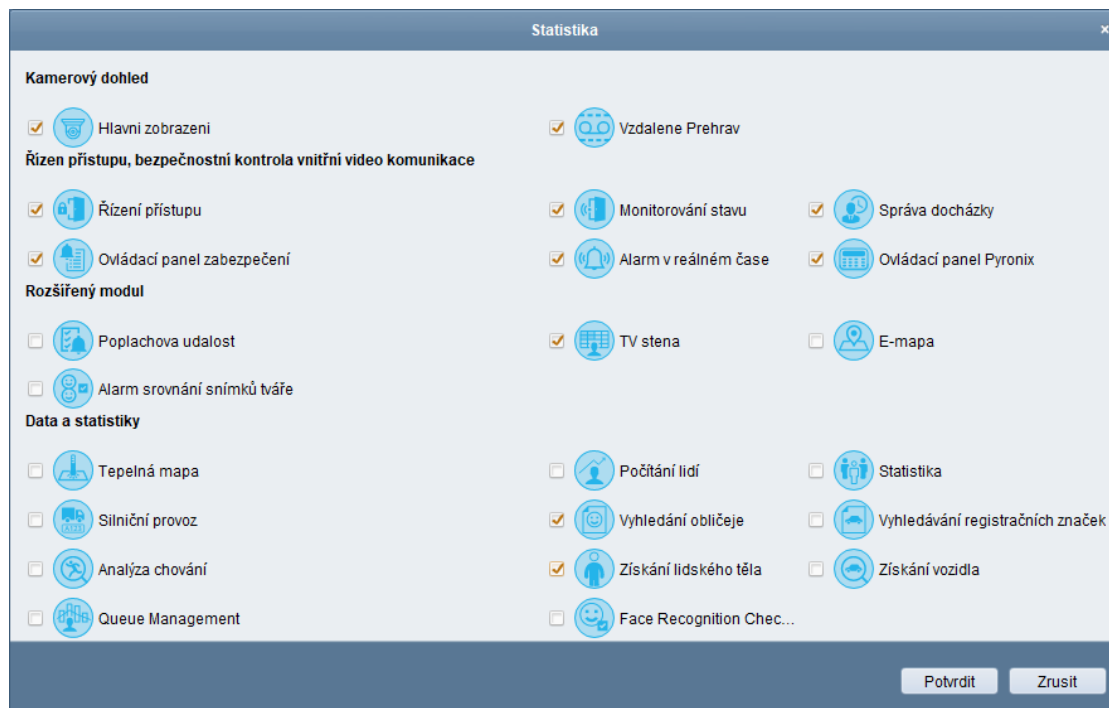 Statistika
Kamerový dohled
Hlavni zobrazeni
Vzdalene Prehrav
Řízen přístupu, bezpečnostní kontrola vnitřní video komunikace
Řízení přístupu
Monitorování stavu
Správa docházky
Ovládací panel zabezpečení
Alarm v reálném čase
Ovládací panel Pyronix
Rozšířený modul
Poplachova udalost
TV stena
E-mapa
Alarm srovnání snímků tváře
Data a statistiky
Tepelná mapa
Počítání lidí
Statistika
Silniční provoz
Vyhledání obličeje
Vyhledávání registračních značek
Analýza chování
Získání lidského těla
Získání vozidla
Queue Management
Face Recognition Chec...
Potvrdit
Zrusit